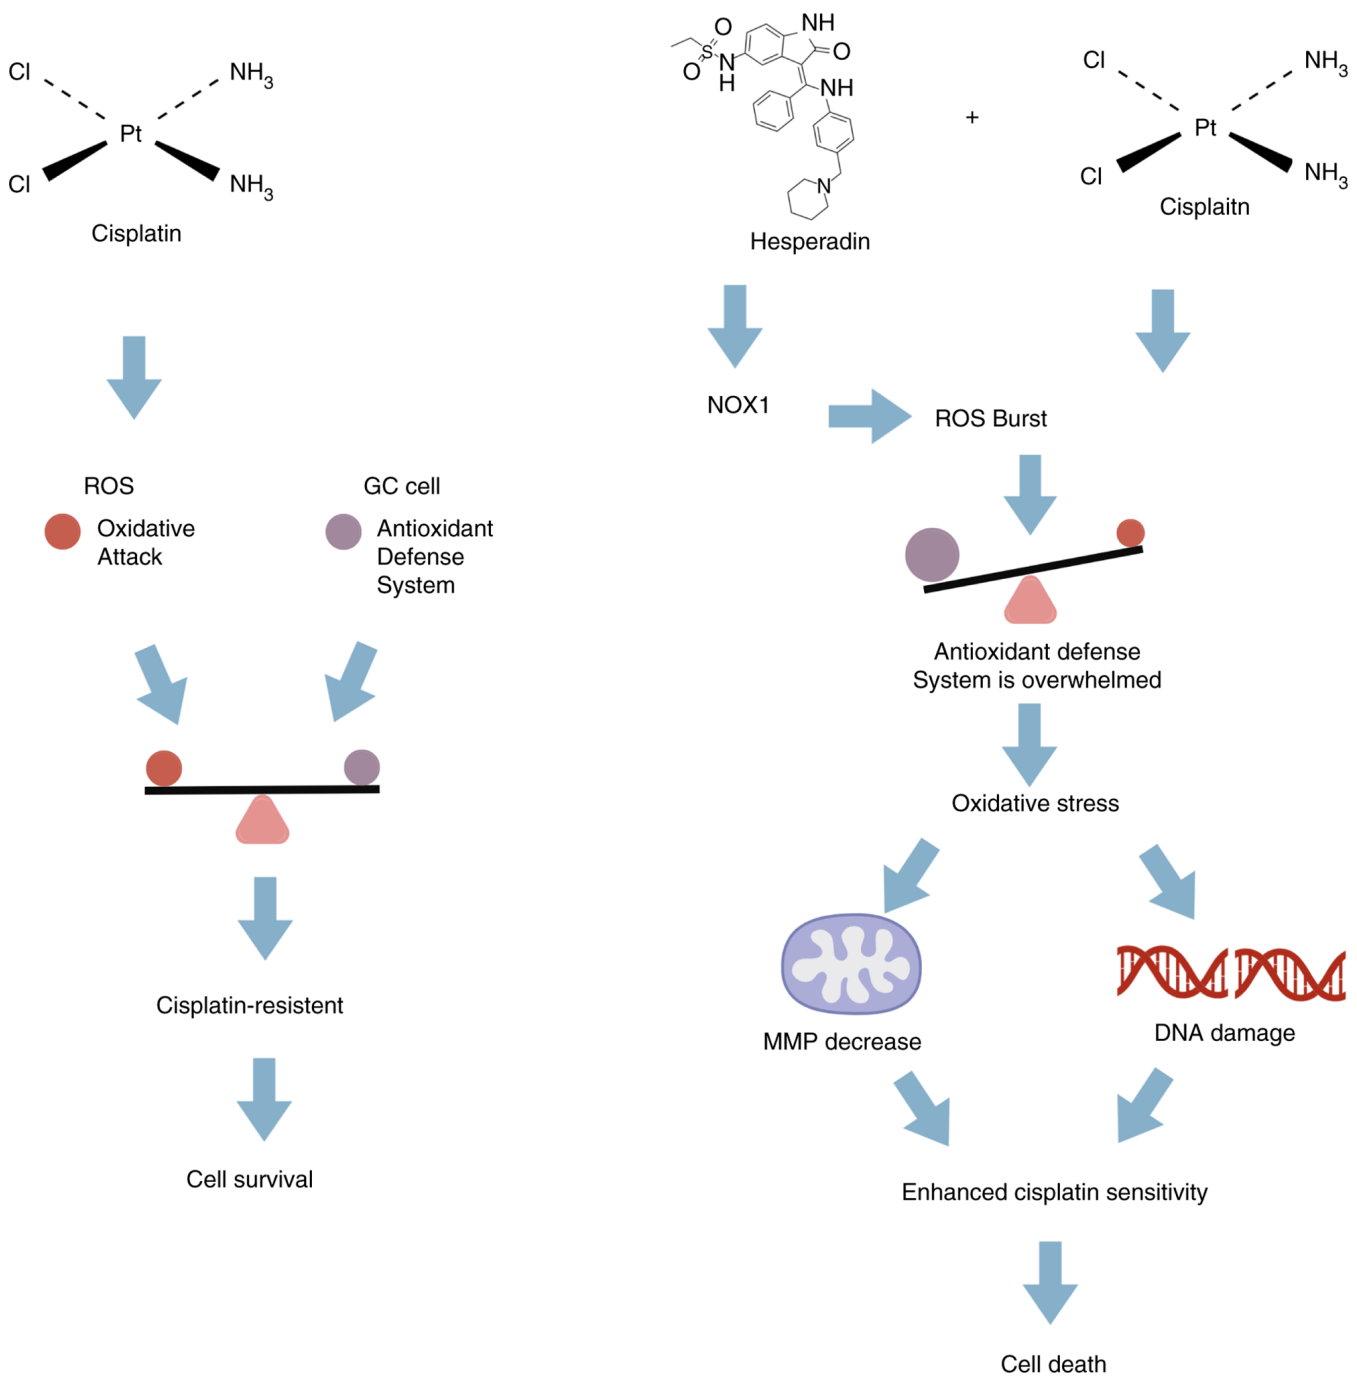 Cl
NH3
Pt
Cl
NH3
Cisplatin
ROS
Oxidative
Attack
GC cell
Antioxidant
Defense
System
Cisplatin-resistent
Cell survival
NH
O
O
S
O
N
H
NH
N
Hesperadin
+
Cl
NH3
Pt
Cl
NH3
Cisplaitn
NOX1
ROS Burst
Antioxidant defense
System is overwhelmed
Oxidative stress
MMP decrease
DNA damage
Enhanced cisplatin sensitivity
Cell death